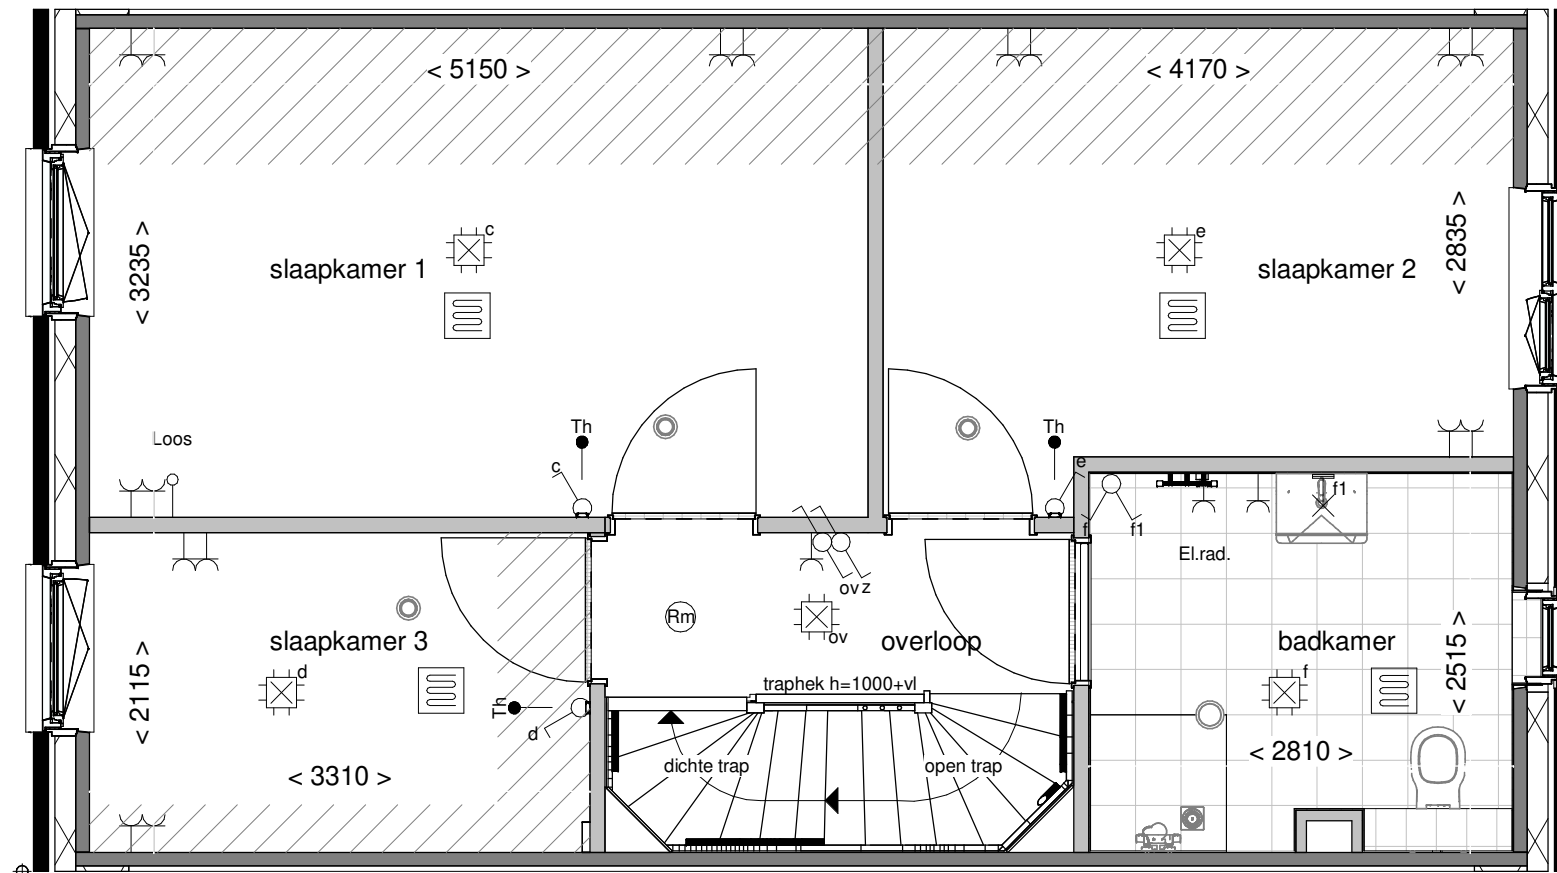 < 5150 >
< 4170 >
c
e
slaapkamer 1
slaapkamer 2
< 3235 >
< 2835 >
Loos
Th
Th
c
e
f
f1
f1
El.rad.
ov z
Rm
ov
slaapkamer 3
overloop
badkamer
d
f
< 2115 >
< 2515 >
traphek h=1000+vl
Th
d
dichte trap
open trap
< 3310 >
< 2810 >